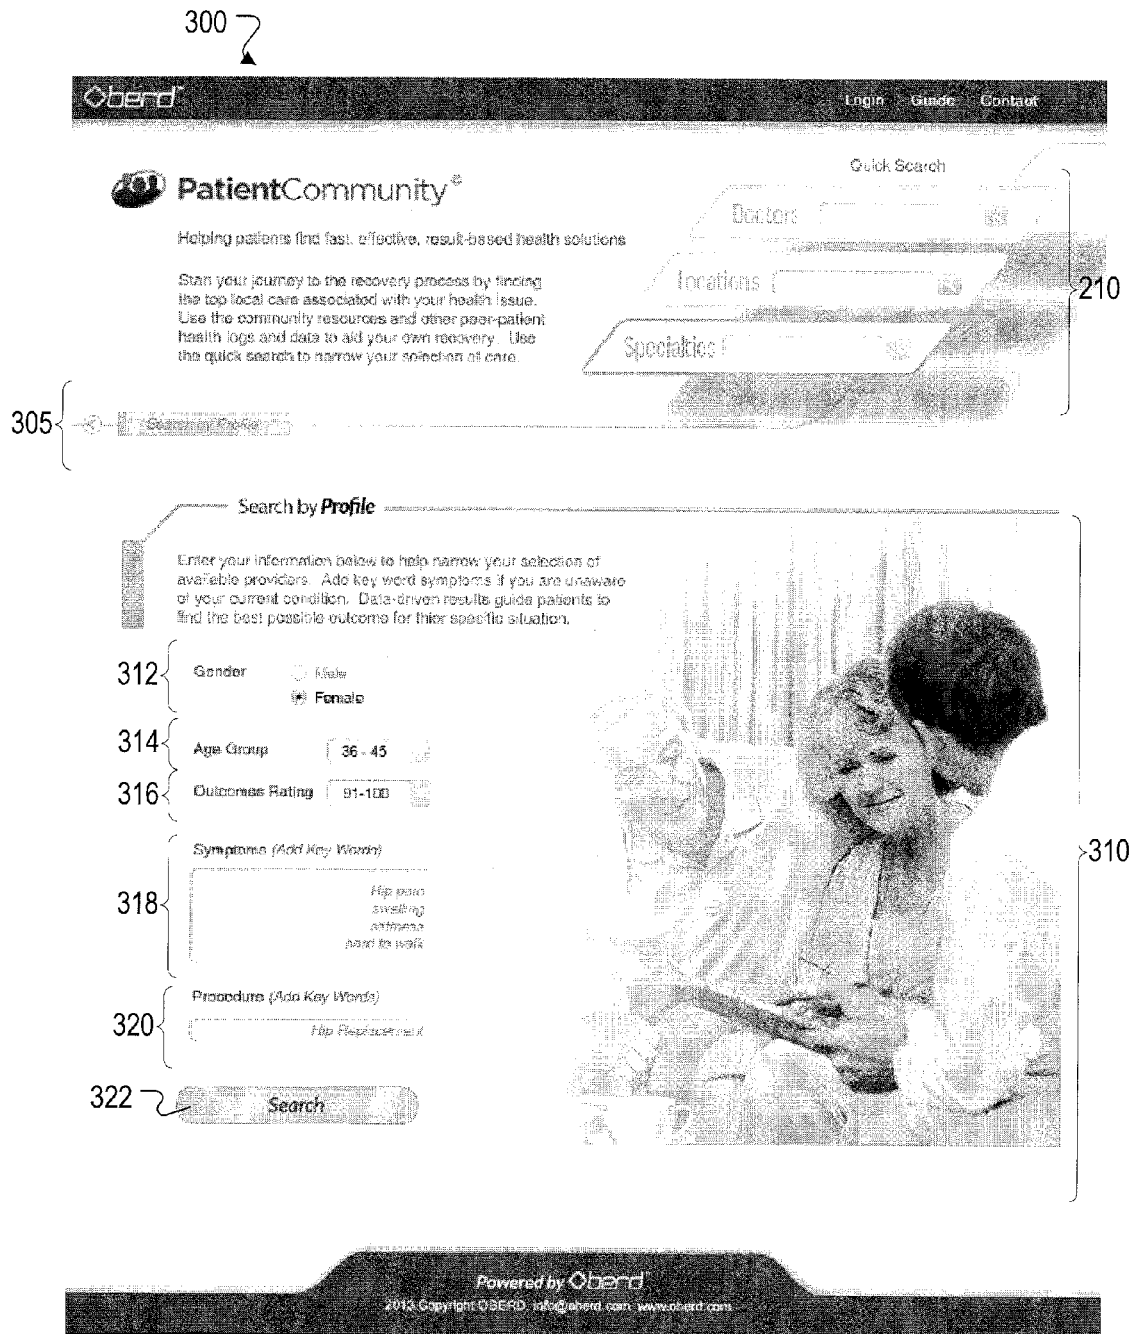 300
Oberd™
Login Guide Contact
PatientCommunity®
Quick Search
Doctors
Helping patients find fast, effective, result-based health solutions
Locations
210
Start your journey to the recovery process by finding
the top local care associated with your health issue.
Use the community resources and other peer-patient
health logs and data to aid your own recovery. Use
the quick search to narrow your selection of care.
Specialties
305
Search by Profile
Search by Profile
Enter your information below to help narrow your selection of
available providers. Add key word symptoms if you are unaware
of your current condition. Data-driven results guide patients to
find the best possible outcome for thier specific situation.
312
Gender
Male
Female
314
Age Group
36 - 45
316
Outcomes Rating
91-100
310
318
Symptoms (Add Key Words)
Hip pain
swelling
stiffness
hard to walk
320
Procedure (Add Key Words)
Hip Replacement
322
Search
Powered by Oberd™
2013 Copyright OBERD info@oberd.com www.oberd.com